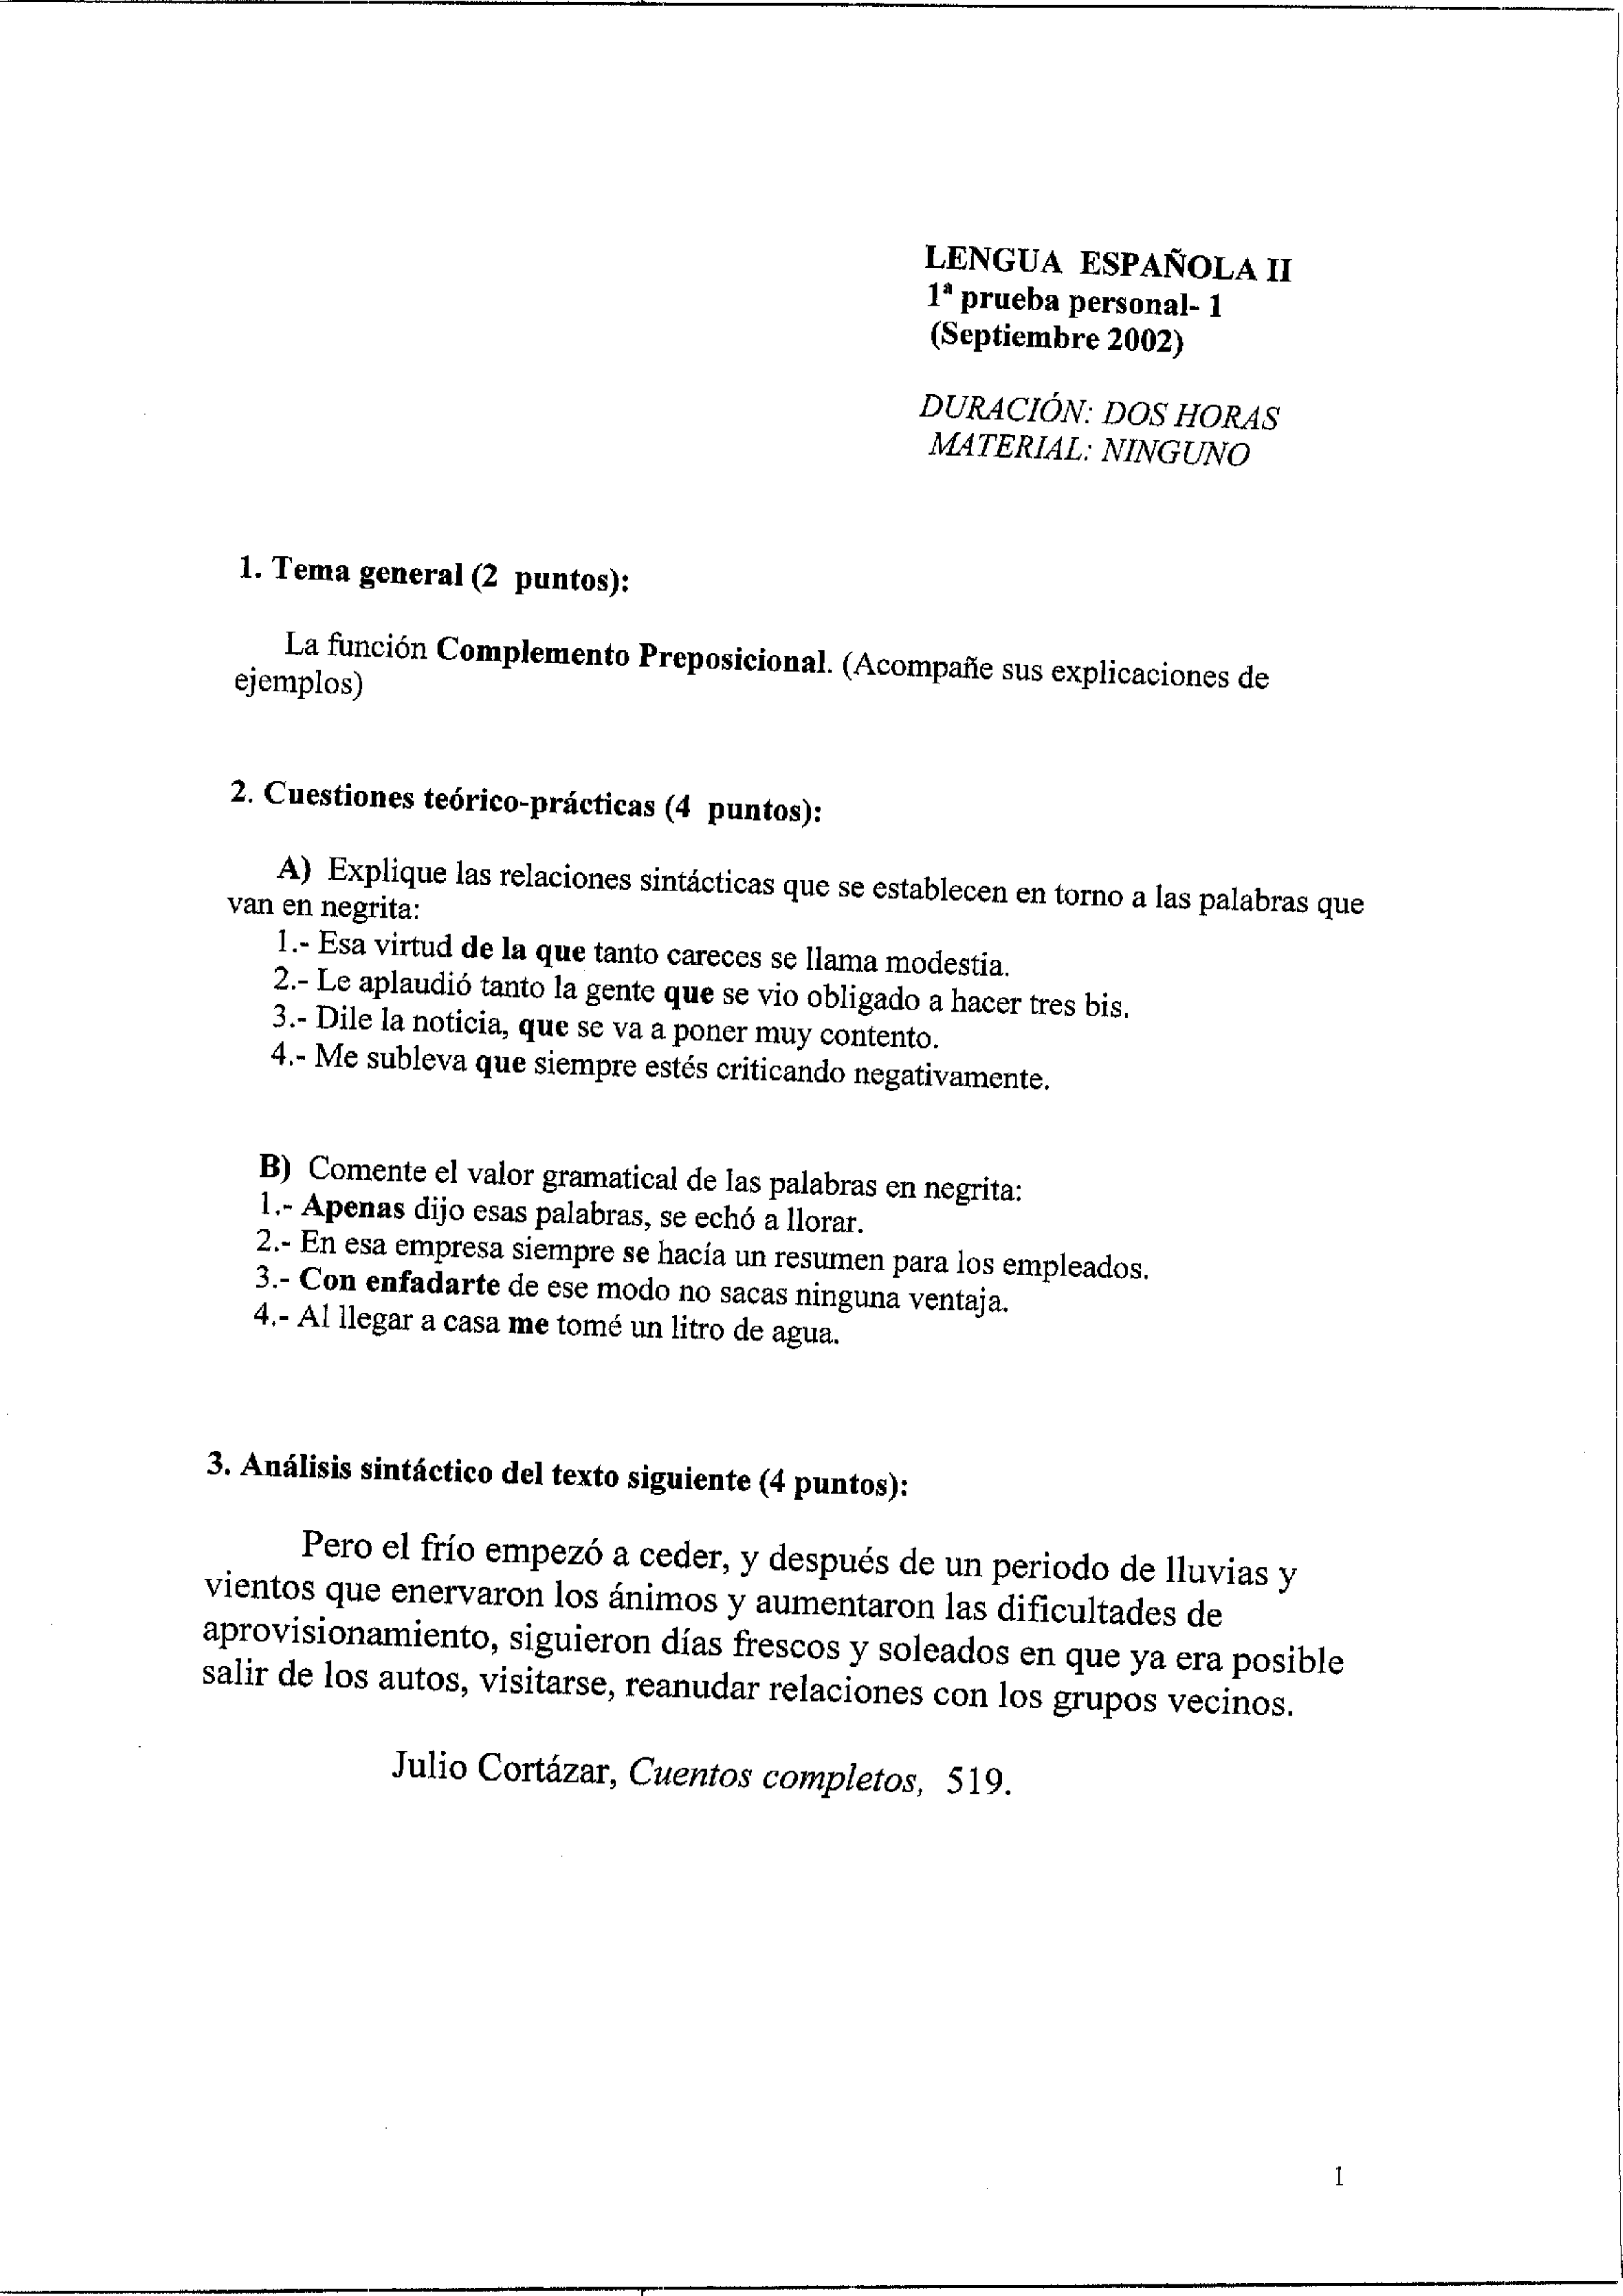 LENGUA ESPAÑOLA II
1ª prueba personal- 1
(Septiembre 2002)
DURACIÓN: DOS HORAS
MATERIAL: NINGUNO
1. Tema general (2 puntos):
La función Complemento Preposicional. (Acompañe sus explicaciones de
ejemplos)
2. Cuestiones teórico-prácticas (4 puntos):
A) Explique las relaciones sintácticas que se establecen en torno a las palabras que
van en negrita:
1.- Esa virtud de la que tanto careces se llama modestia.
2.- Le aplaudió tanto la gente que se vio obligado a hacer tres bis.
3.- Dile la noticia, que se va a poner muy contento.
4.- Me subleva que siempre estés criticando negativamente.
B) Comente el valor gramatical de las palabras en negrita:
1.- Apenas dijo esas palabras, se echó a llorar.
2.- En esa empresa siempre se hacía un resumen para los empleados.
3.- Con enfadarte de ese modo no sacas ninguna ventaja.
4.- Al llegar a casa me tomé un litro de agua.
3. Análisis sintáctico del texto siguiente (4 puntos):
Pero el frío empezó a ceder, y después de un periodo de lluvias y
vientos que enervaron los ánimos y aumentaron las dificultades de
aprovisionamiento, siguieron días frescos y soleados en que ya era posible
salir de los autos, visitarse, reanudar relaciones con los grupos vecinos.
Julio Cortázar, Cuentos completos, 519.
1